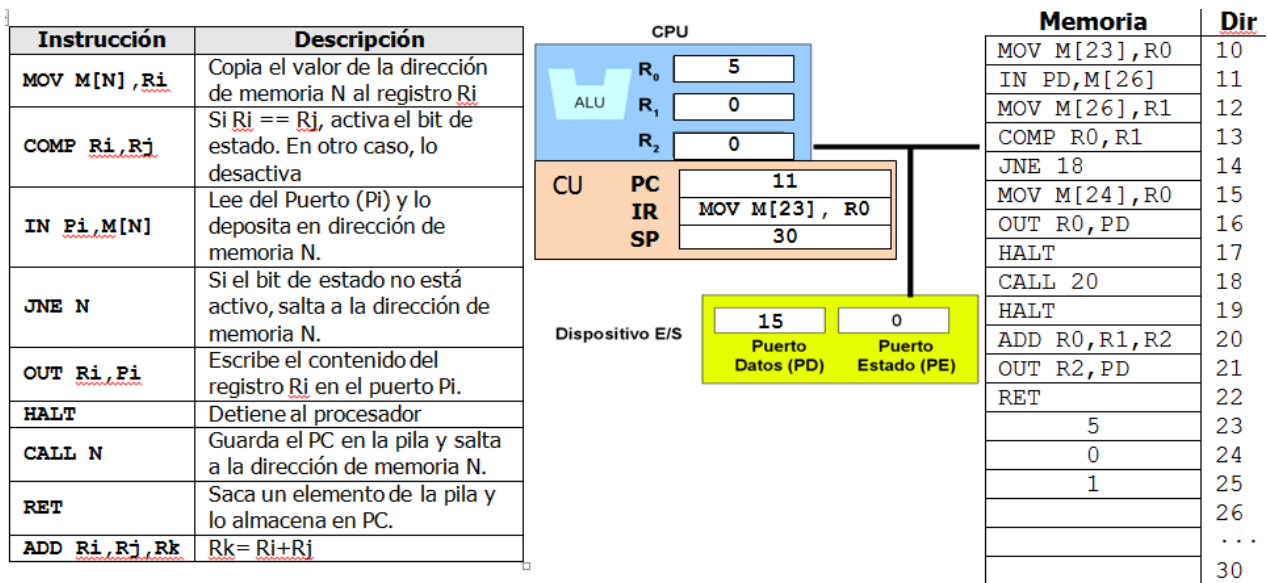 Instrucción Descripción
MOV M[N],Ri Copia el valor de la dirección
de memoria N al registro Ri
COMP Ri,Rj Si Ri == Rj, activa el bit de
estado. En otro caso, lo
desactiva
IN Pi,M[N] Lee del Puerto (Pi) y lo
deposita en dirección de
memoria N.
JNE N Si el bit de estado no está
activo, salta a la dirección de
memoria N.
OUT Ri,Pi Escribe el contenido del
registro Ri en el puerto Pi.
HALT Detiene al procesador
CALL N Guarda el PC en la pila y salta
a la dirección de memoria N.
RET Saca un elemento de la pila y
lo almacena en PC.
ADD Ri,Rj,Rk Rk= Ri+Rj
CPU
ALU
R0 5
R1 0
R2 0
CU
PC 11
IR MOV M[23], R0
SP 30
Dispositivo E/S
15 0
Puerto Puerto
Datos (PD) Estado (PE)
Memoria Dir
MOV M[23],R0 10
IN PD,M[26] 11
MOV M[26],R1 12
COMP R0,R1 13
JNE 18 14
MOV M[24],R0 15
OUT R0,PD 16
HALT 17
CALL 20 18
HALT 19
ADD R0,R1,R2 20
OUT R2,PD 21
RET 22
5 23
0 24
1 25
26
...
30